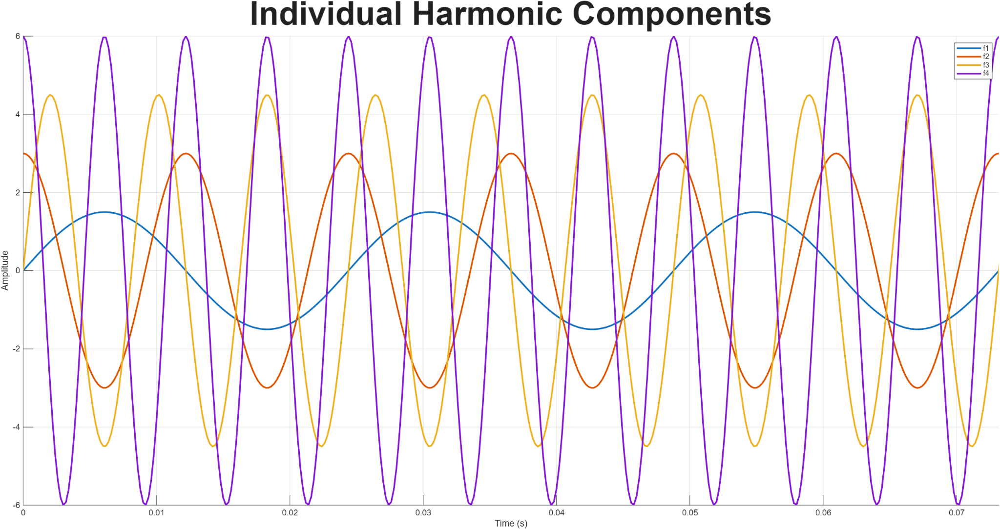 Individual Harmonic Components
6
4
2
0
-2
-4
-6
Amplitude
f1
f2
f3
f4
0 0.01 0.02 0.03 0.04 0.05 0.06 0.07
Time (s)